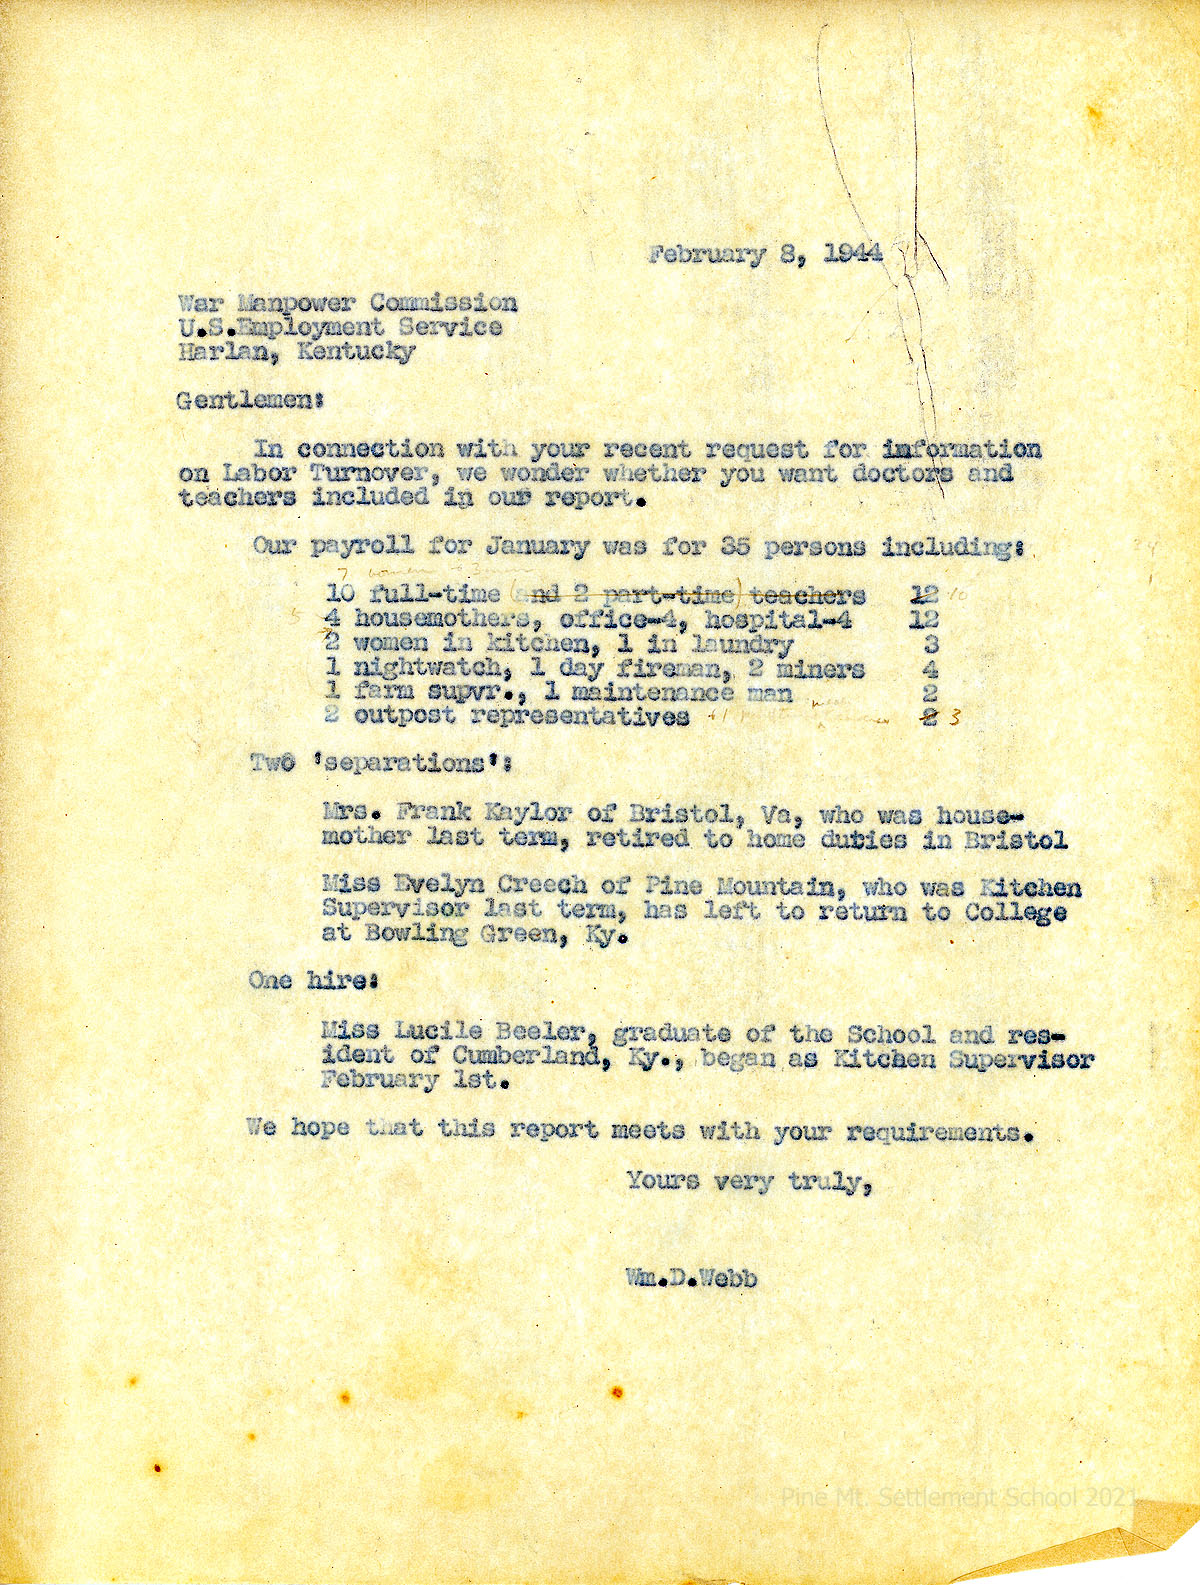 February 8, 1944
War Manpower Commission
U.S.Employment Service
Harlan, Kentucky
Gentlemen:
In connection with your recent request for information
on Labor Turnover, we wonder whether you want doctors and
teachers included in our report.
Our payroll for January was for 35 persons including:
7 women
10 full-time (and 2 part-time) teachers 12 10
5 4 housemothers, office-4, hospital-4 12
2 women in kitchen, 1 in laundry 3
1 nightwatch, 1 day fireman, 2 miners 4
1 farm supvr., 1 maintenance man 2
2 outpost representatives 2 3
Two 'separations':
Mrs. Frank Kaylor of Bristol, Va, who was house-
mother last term, retired to home duties in Bristol
Miss Evelyn Creech of Pine Mountain, who was Kitchen
Supervisor last term, has left to return to College
at Bowling Green, Ky.
One hire:
Miss Lucile Beeler, graduate of the School and res-
ident of Cumberland, Ky., began as Kitchen Supervisor
February 1st.
We hope that this report meets with your requirements.
Yours very truly,
Wm.D.Webb
Pine Mt. Settlement School 2021